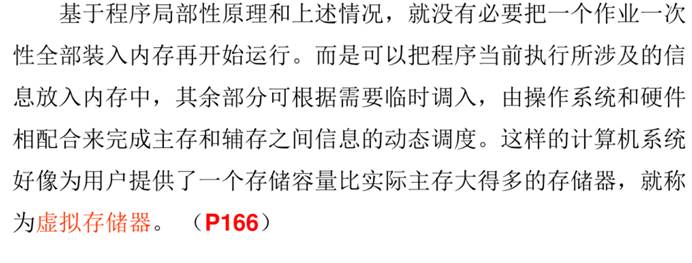 基于程序局部性原理和上述情况，就没有必要把一个作业一次
性全部装入内存再开始运行。而是可以把程序当前执行所涉及的信
息放入内存中，其余部分可根据需要临时调入，由操作系统和硬件
相配合来完成主存和辅存之间信息的动态调度。这样的计算机系统
好像为用户提供了一个存储容量比实际主存大得多的存储器，就称
为虚拟存储器。（P166）